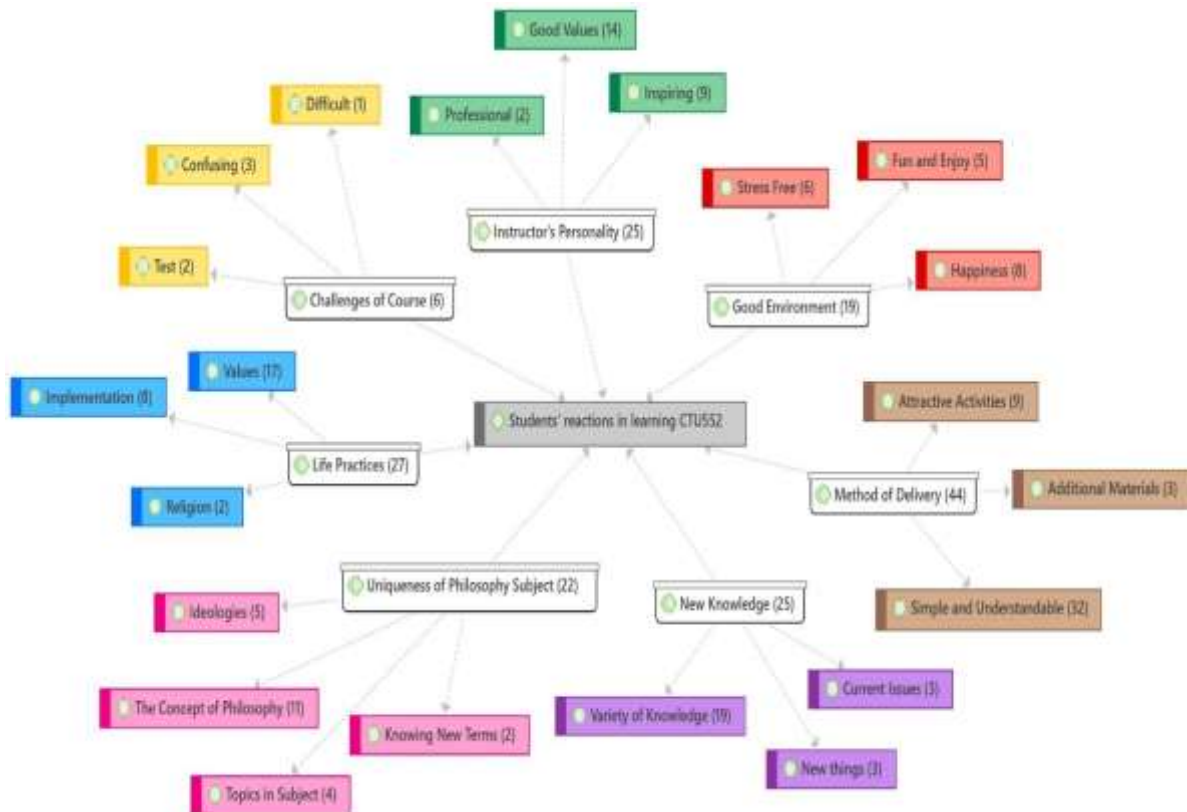 Good Values (14)
Difficult (1)
Inspiring (9)
Professional (2)
Confusing (3)
Fun and Enjoy (5)
Stress Free (6)
Instructor's Personality (25)
Test (2)
Happiness (8)
Challenges of Course (6)
Good Environment (19)
Values (17)
Implementation (8)
Attractive Activities (9)
Students' reactions in learning CTU552
Life Practices (27)
Additional Materials (3)
Method of Delivery (44)
Religion (2)
Uniqueness of Philosophy Subject (22)
New Knowledge (25)
Ideologies (5)
Simple and Understandable (32)
Current Issues (3)
The Concept of Philosophy (11)
Variety of Knowledge (19)
Knowing New Terms (2)
New things (3)
Topics in Subject (4)